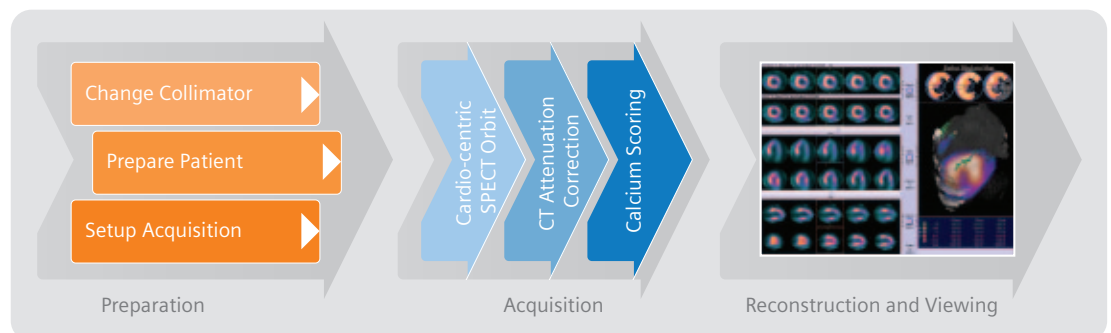 Change Collimator
Prepare Patient
Setup Acquisition
Preparation
Cardio-centric
SPECT Orbit
CT Attenuation
Correction
Calcium Scoring
Acquisition
Reconstruction and Viewing